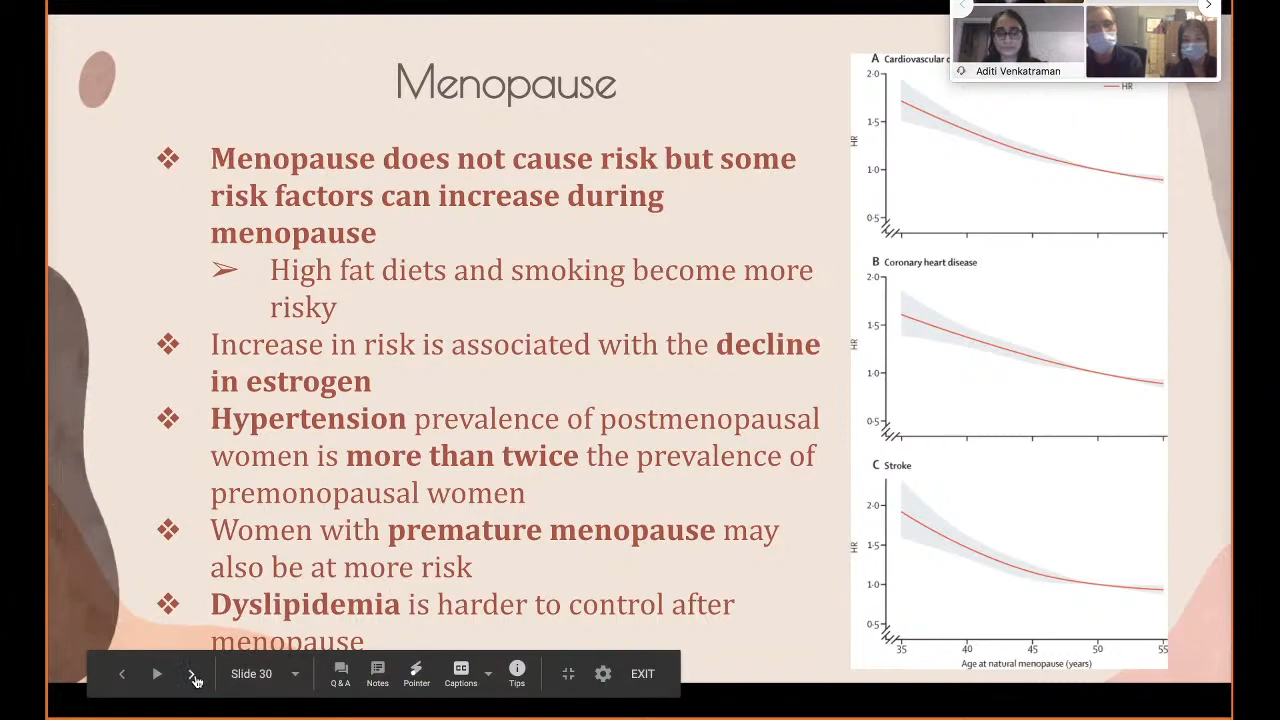 Menopause
❖ Menopause does not cause risk but some
risk factors can increase during
menopause
➢ High fat diets and smoking become more
risky
❖ Increase in risk is associated with the decline
in estrogen
❖ Hypertension prevalence of postmenopausal
women is more than twice the prevalence of
premonopausal women
❖ Women with premature menopause may
also be at more risk
❖ Dyslipidemia is harder to control after
menopause
Aditi Venkatraman
A Cardiovascular
HR
2·0
1·5
1·0
0·5
HR
B Coronary heart disease
2·0
1·5
1·0
0·5
HR
C Stroke
2·0
1·5
1·0
0·5
HR
35 40 45 50 55
Age at natural menopause (years)
Slide 30
Q & A
Notes
Pointer
Captions
Tips
EXIT